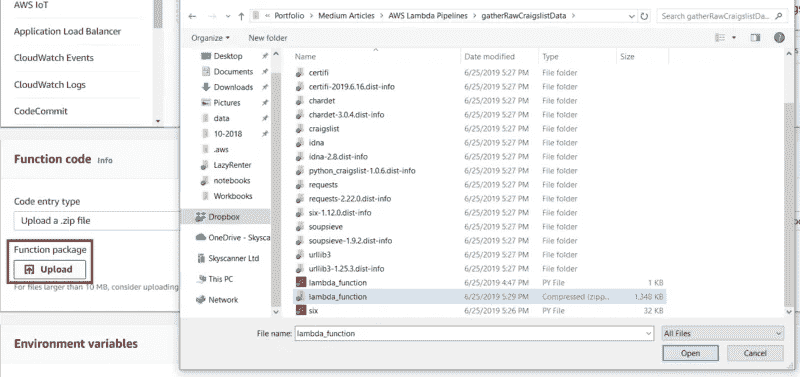 AWS IoT
Application Load Balancer
CloudWatch Events
CloudWatch Logs
CodeCommit
Function code Info
Code entry type
Upload a .zip file
Function package
Upload
For files larger than 10 MB, consider uploading
Environment variables
« Portfolio > Medium Articles > AWS Lambda Pipelines > gatherRawCraigslistData
Search gatherRawCraigslistDa...
Organize
New folder
Desktop
Documents
Downloads
Pictures
data
10-2018
.aws
LazyRenter
notebooks
Workbooks
Dropbox
OneDrive - Skyscan
Skyscanner Ltd
This PC
Network
Name Date modified Type Size
certifi 6/25/2019 5:27 PM File folder
certifi-2019.6.16.dist-info 6/25/2019 5:27 PM File folder
chardet 6/25/2019 5:27 PM File folder
chardet-3.0.4.dist-info 6/25/2019 5:27 PM File folder
craigslist 6/25/2019 5:27 PM File folder
idna 6/25/2019 5:27 PM File folder
idna-2.8.dist-info 6/25/2019 5:27 PM File folder
python_craigslist-1.0.6.dist-info 6/25/2019 5:27 PM File folder
requests 6/25/2019 5:27 PM File folder
requests-2.22.0.dist-info 6/25/2019 5:27 PM File folder
six-1.12.0.dist-info 6/25/2019 5:27 PM File folder
soupsieve 6/25/2019 5:27 PM File folder
soupsieve-1.9.2.dist-info 6/25/2019 5:27 PM File folder
urllib3 6/25/2019 5:27 PM File folder
urllib3-1.25.3.dist-info 6/25/2019 5:27 PM File folder
lambda_function 6/25/2019 4:47 PM PY File 1 KB
lambda_function 6/25/2019 5:29 PM Compressed (zipp... 1,348 KB
six 6/25/2019 5:26 PM PY File 32 KB
File name: lambda_function
All Files
Open
Cancel